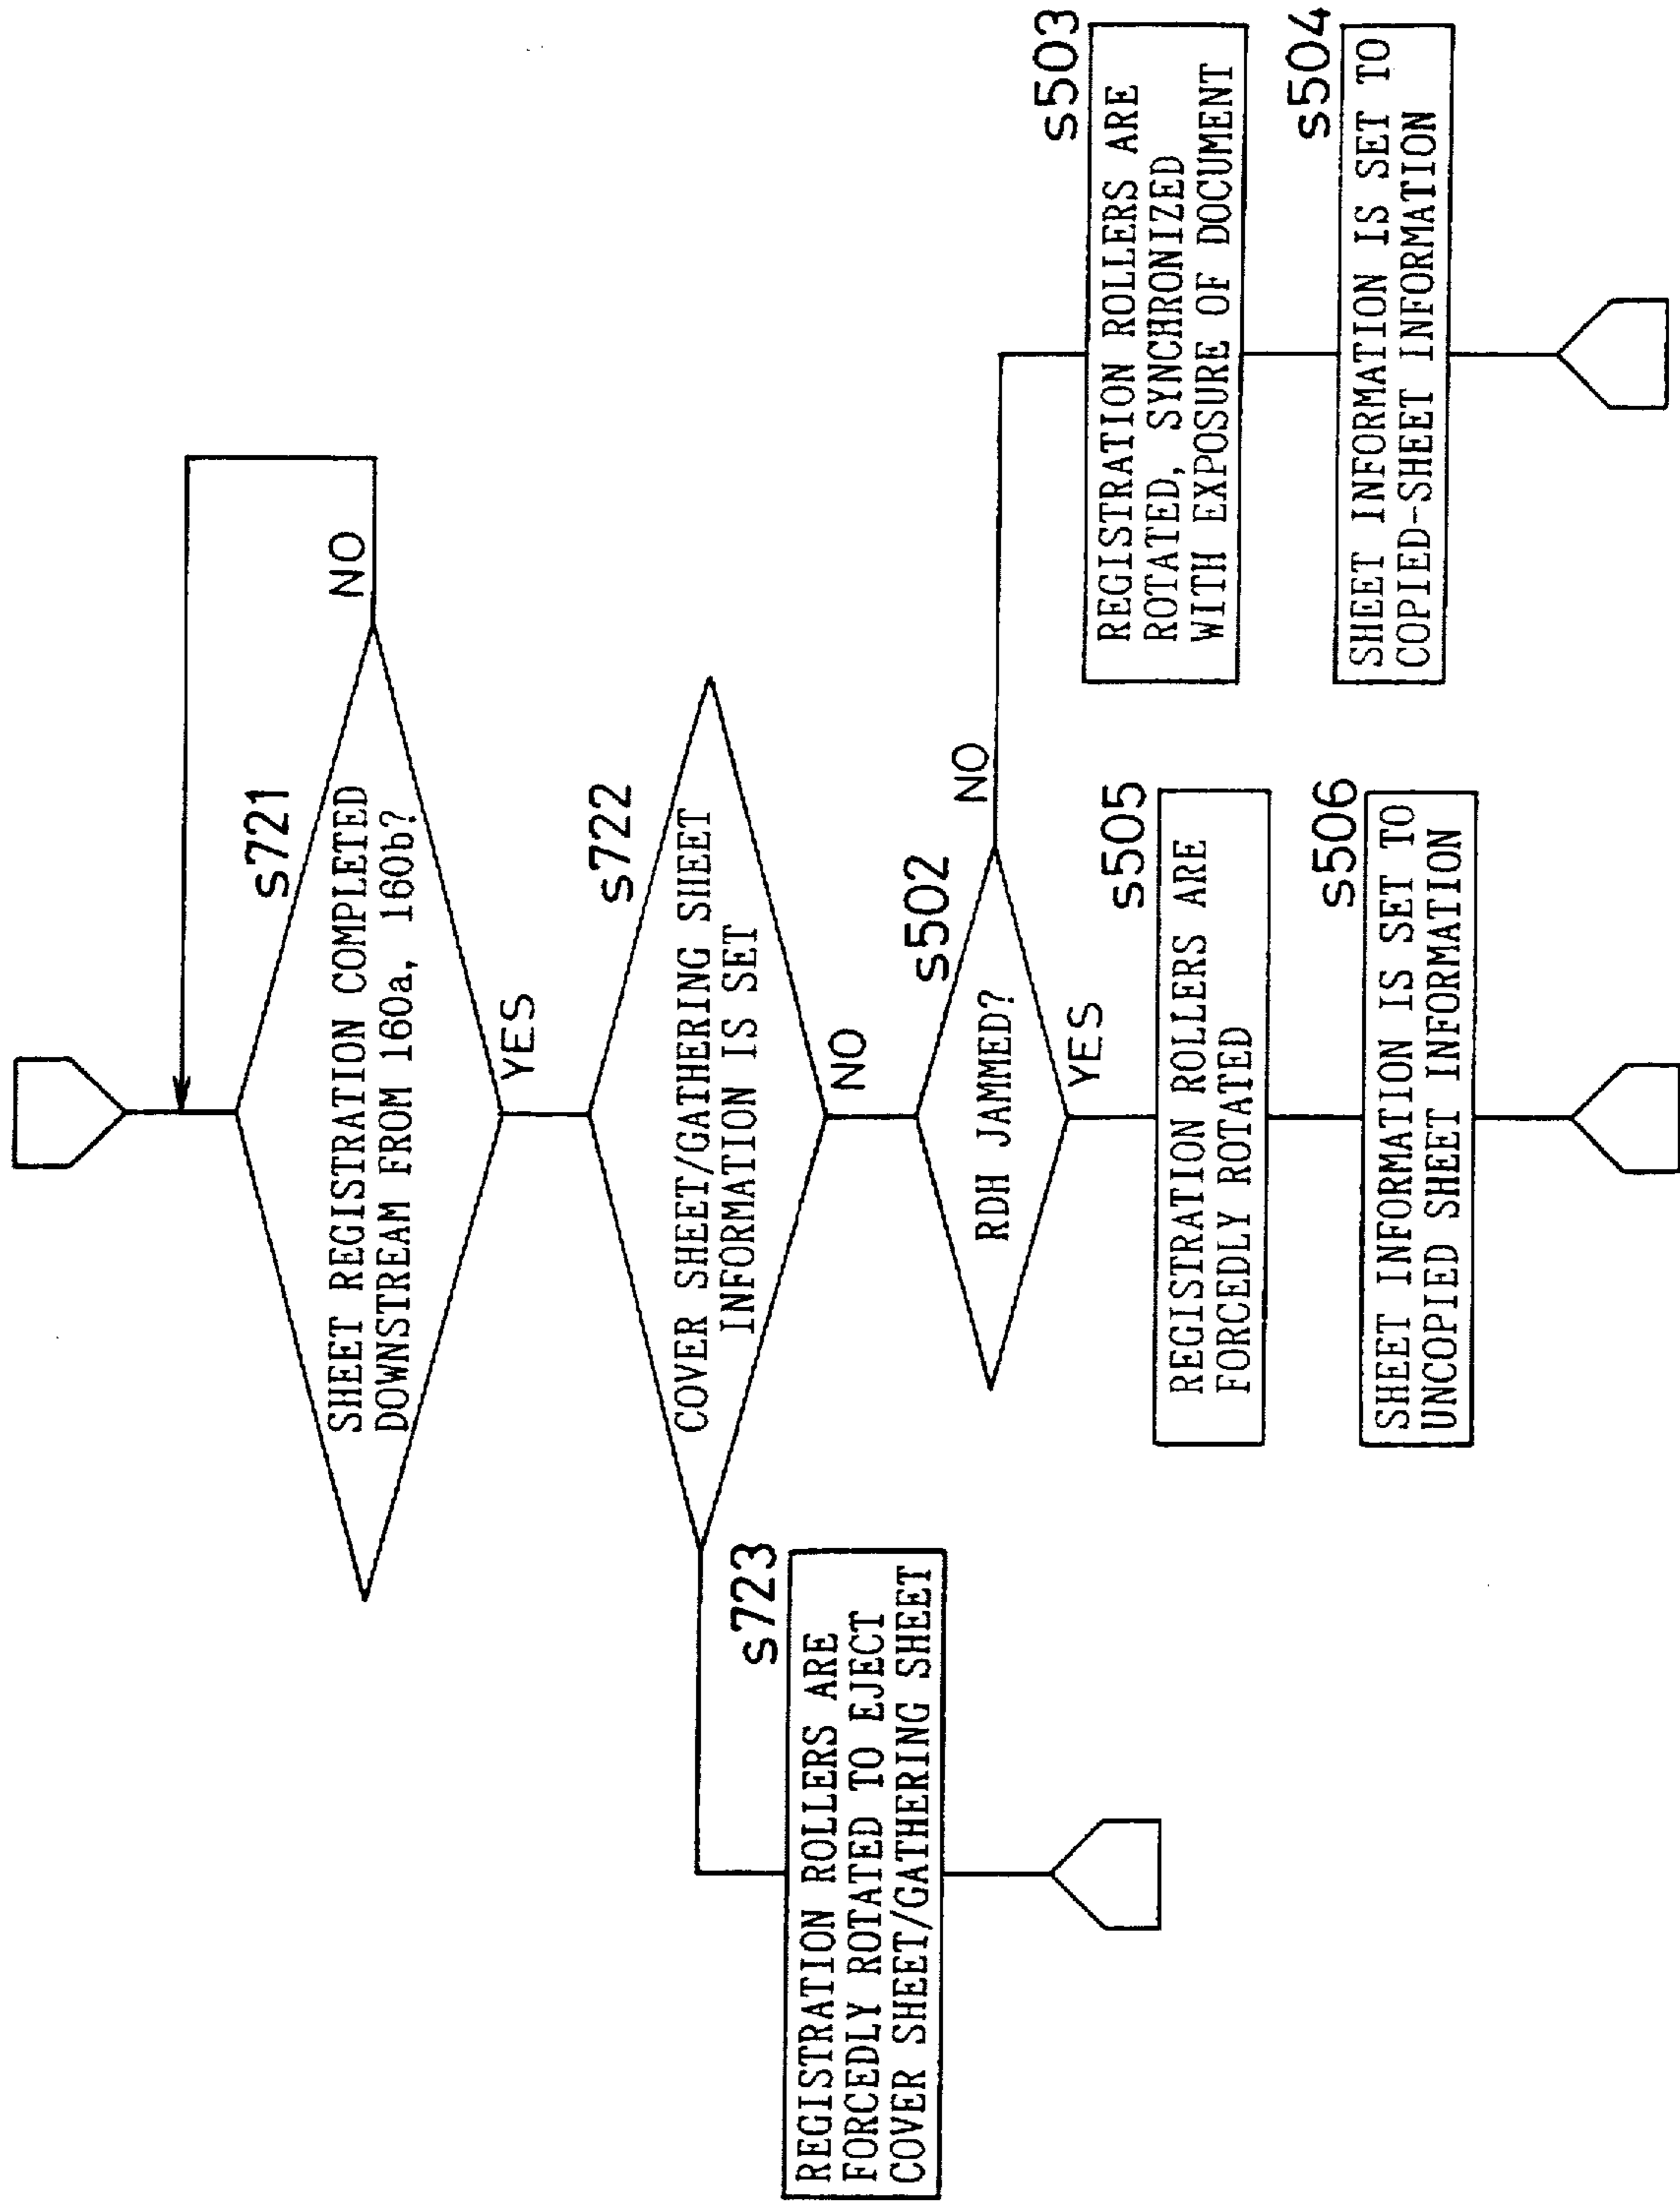 s721
SHEET REGISTRATION COMPLETED
DOWNSTREAM FROM 160a, 160b?
NO
YES
s722
COVER SHEET/GATHERING SHEET
INFORMATION IS SET
NO
s723
REGISTRATION ROLLERS ARE
FORCEDLY ROTATED TO EJECT
COVER SHEET/GATHERING SHEET
s502
RDH JAMMED?
NO
YES
s505
REGISTRATION ROLLERS ARE
FORCEDLY ROTATED
s506
SHEET INFORMATION IS SET TO
UNCOPIED SHEET INFORMATION
s503
REGISTRATION ROLLERS ARE
ROTATED, SYNCHRONIZED
WITH EXPOSURE OF DOCUMENT
s504
SHEET INFORMATION IS SET TO
COPIED-SHEET INFORMATION